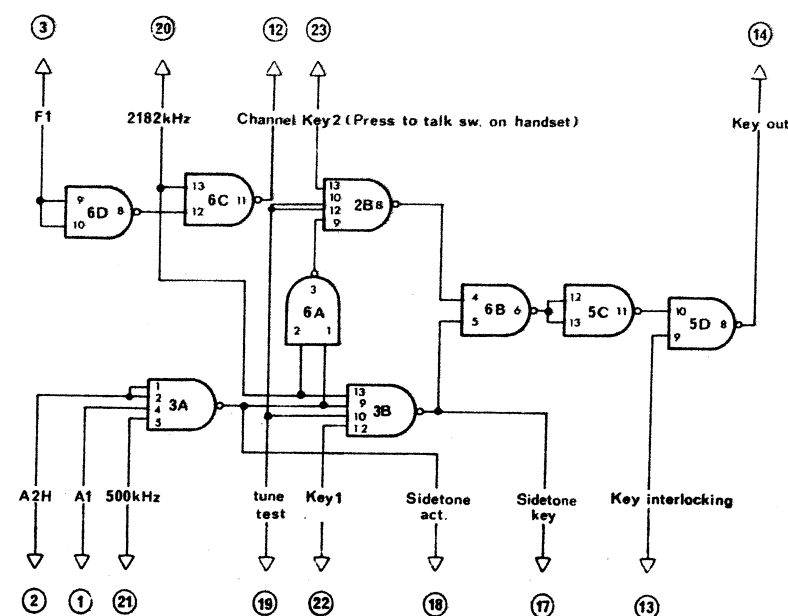 3 20 12 23 14
F1 2182kHz Channel Key2 (Press to talk sw. on handset) Key out
9 10 6D 8
13 12 6C 11
13 10 12 9 2B 8
3 6A 2 1
4 5 6B 6
12 13 5C 11
10 9 5D 8
1 2 4 5 3A
13 9 10 12 3B
A2H A1 500kHz tune Key1 Sidetone Sidetone Key interlocking
test act. key
2 1 21 19 22 18 17 13